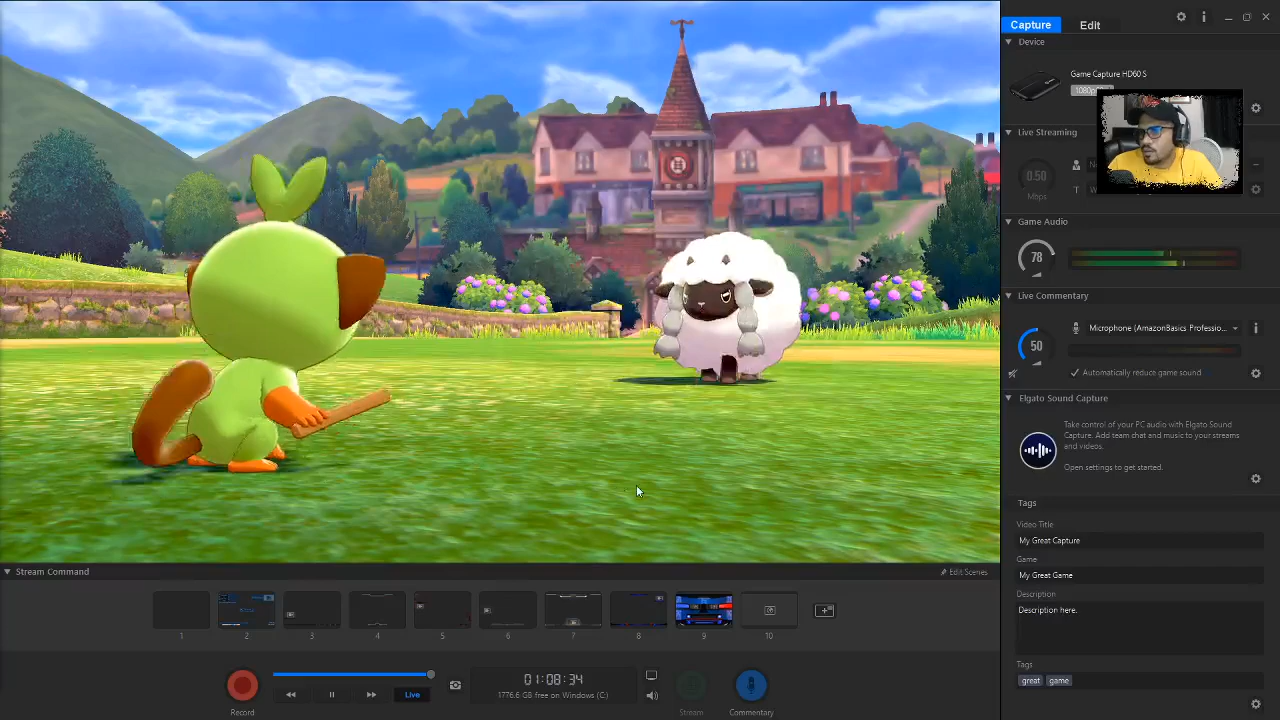 Capture
Edit
Device
Game Capture HD60 S
Live Streaming
0.50
Mbps
Game Audio
78
Live Commentary
Microphone (AmazonBasics Professio...
50
Automatically reduce game sound
Elgato Sound Capture
Take control of your PC audio with Elgato Sound
Capture. Add team chat and music to your streams
and videos.
Open settings to get started.
Tags
Video Title
My Great Capture
Game
My Great Game
Description
Description here.
Tags
great game
Stream Command
Edit Scenes
1 2 3 4 5 6 7 8 9 10
01:08:34
1776.6 GB free on Windows (C:)
Live
Record
Stream
Commentary